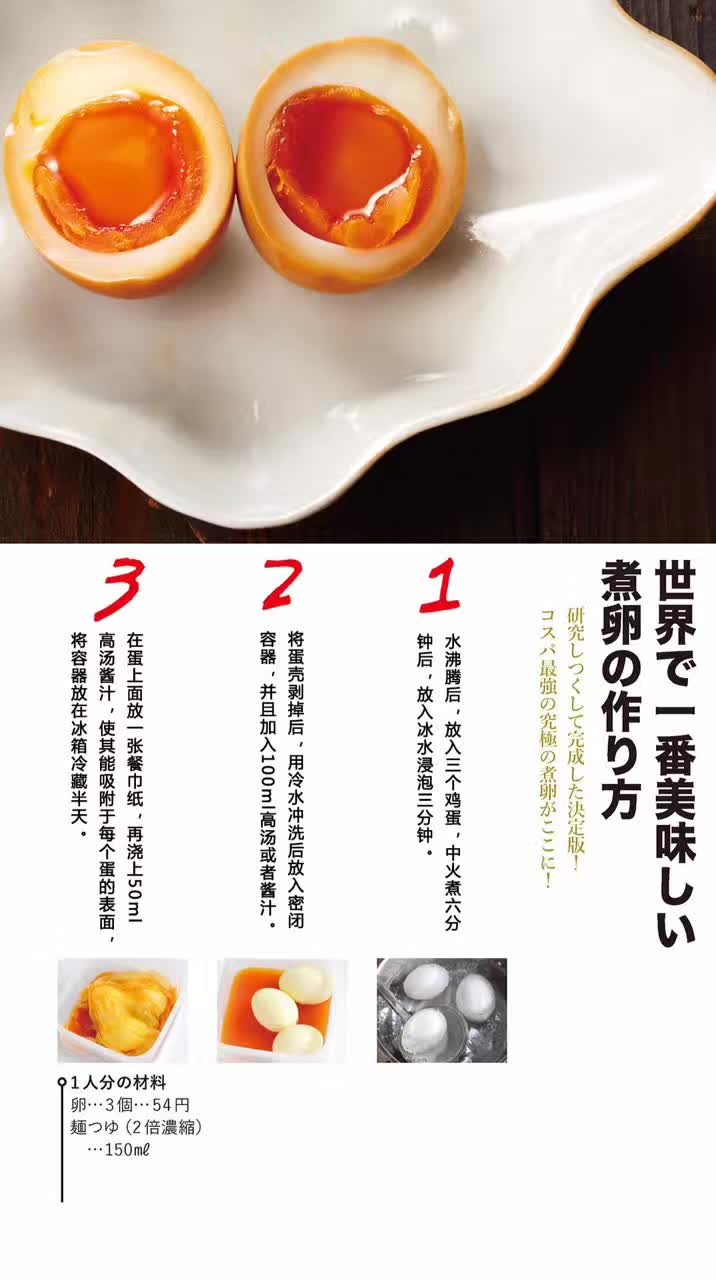 世界で一番美味しい
煮卵の作り方
研究しつくして完成した決定版！
コスパ最強の究極の煮卵がここに！
1
水沸腾后，放入三个鸡蛋，中火煮六分
钟后，放入冰水浸泡三分钟。
2
将蛋壳剥掉后，用冷水冲洗后放入密闭
容器，并且加入100ml高汤或者酱汁。
3
在蛋上面放一张餐巾纸，再浇上50ml
高汤酱汁，使其能吸附于每个蛋的表面，
将容器放在冰箱冷藏半天。
1人分の材料
卵…3個…54円
麺つゆ（2倍濃縮）
…150㎖